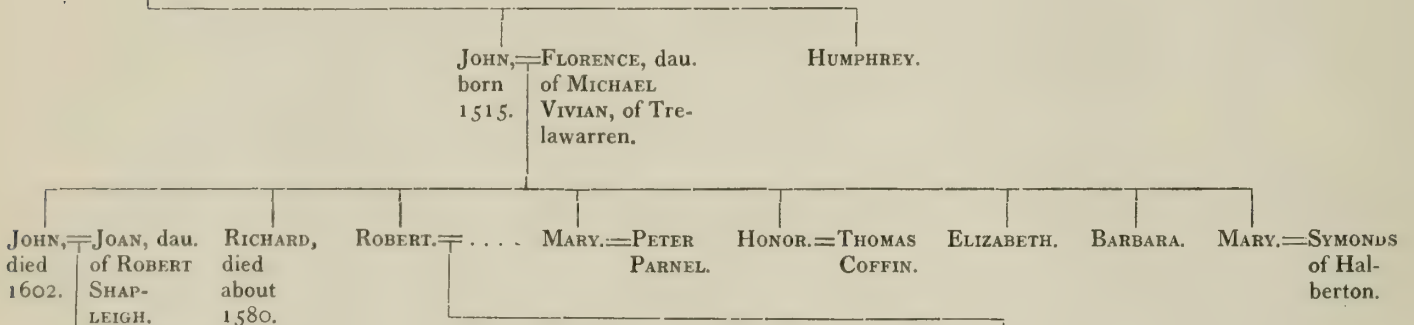 JOHN,=FLORENCE, dau. HUMPHREY.
born of MICHAEL
1515. VIVIAN, of Tre-
lawarren.
JOHN,=JOAN, dau. RICHARD, ROBERT.= .... MARY.=PETER HONOR.=THOMAS ELIZABETH. BARBARA. MARY.=SYMONDS
died of ROBERT died PARNEL. COFFIN. of Hal-
1602. SHAP- about berton.
LEIGH. 1580.